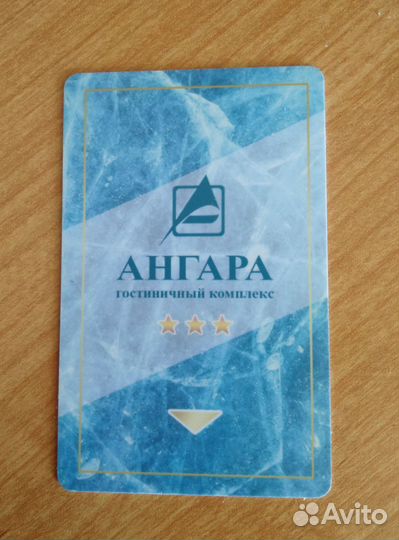 АНГАРА
гостиничный комплекс
Avito